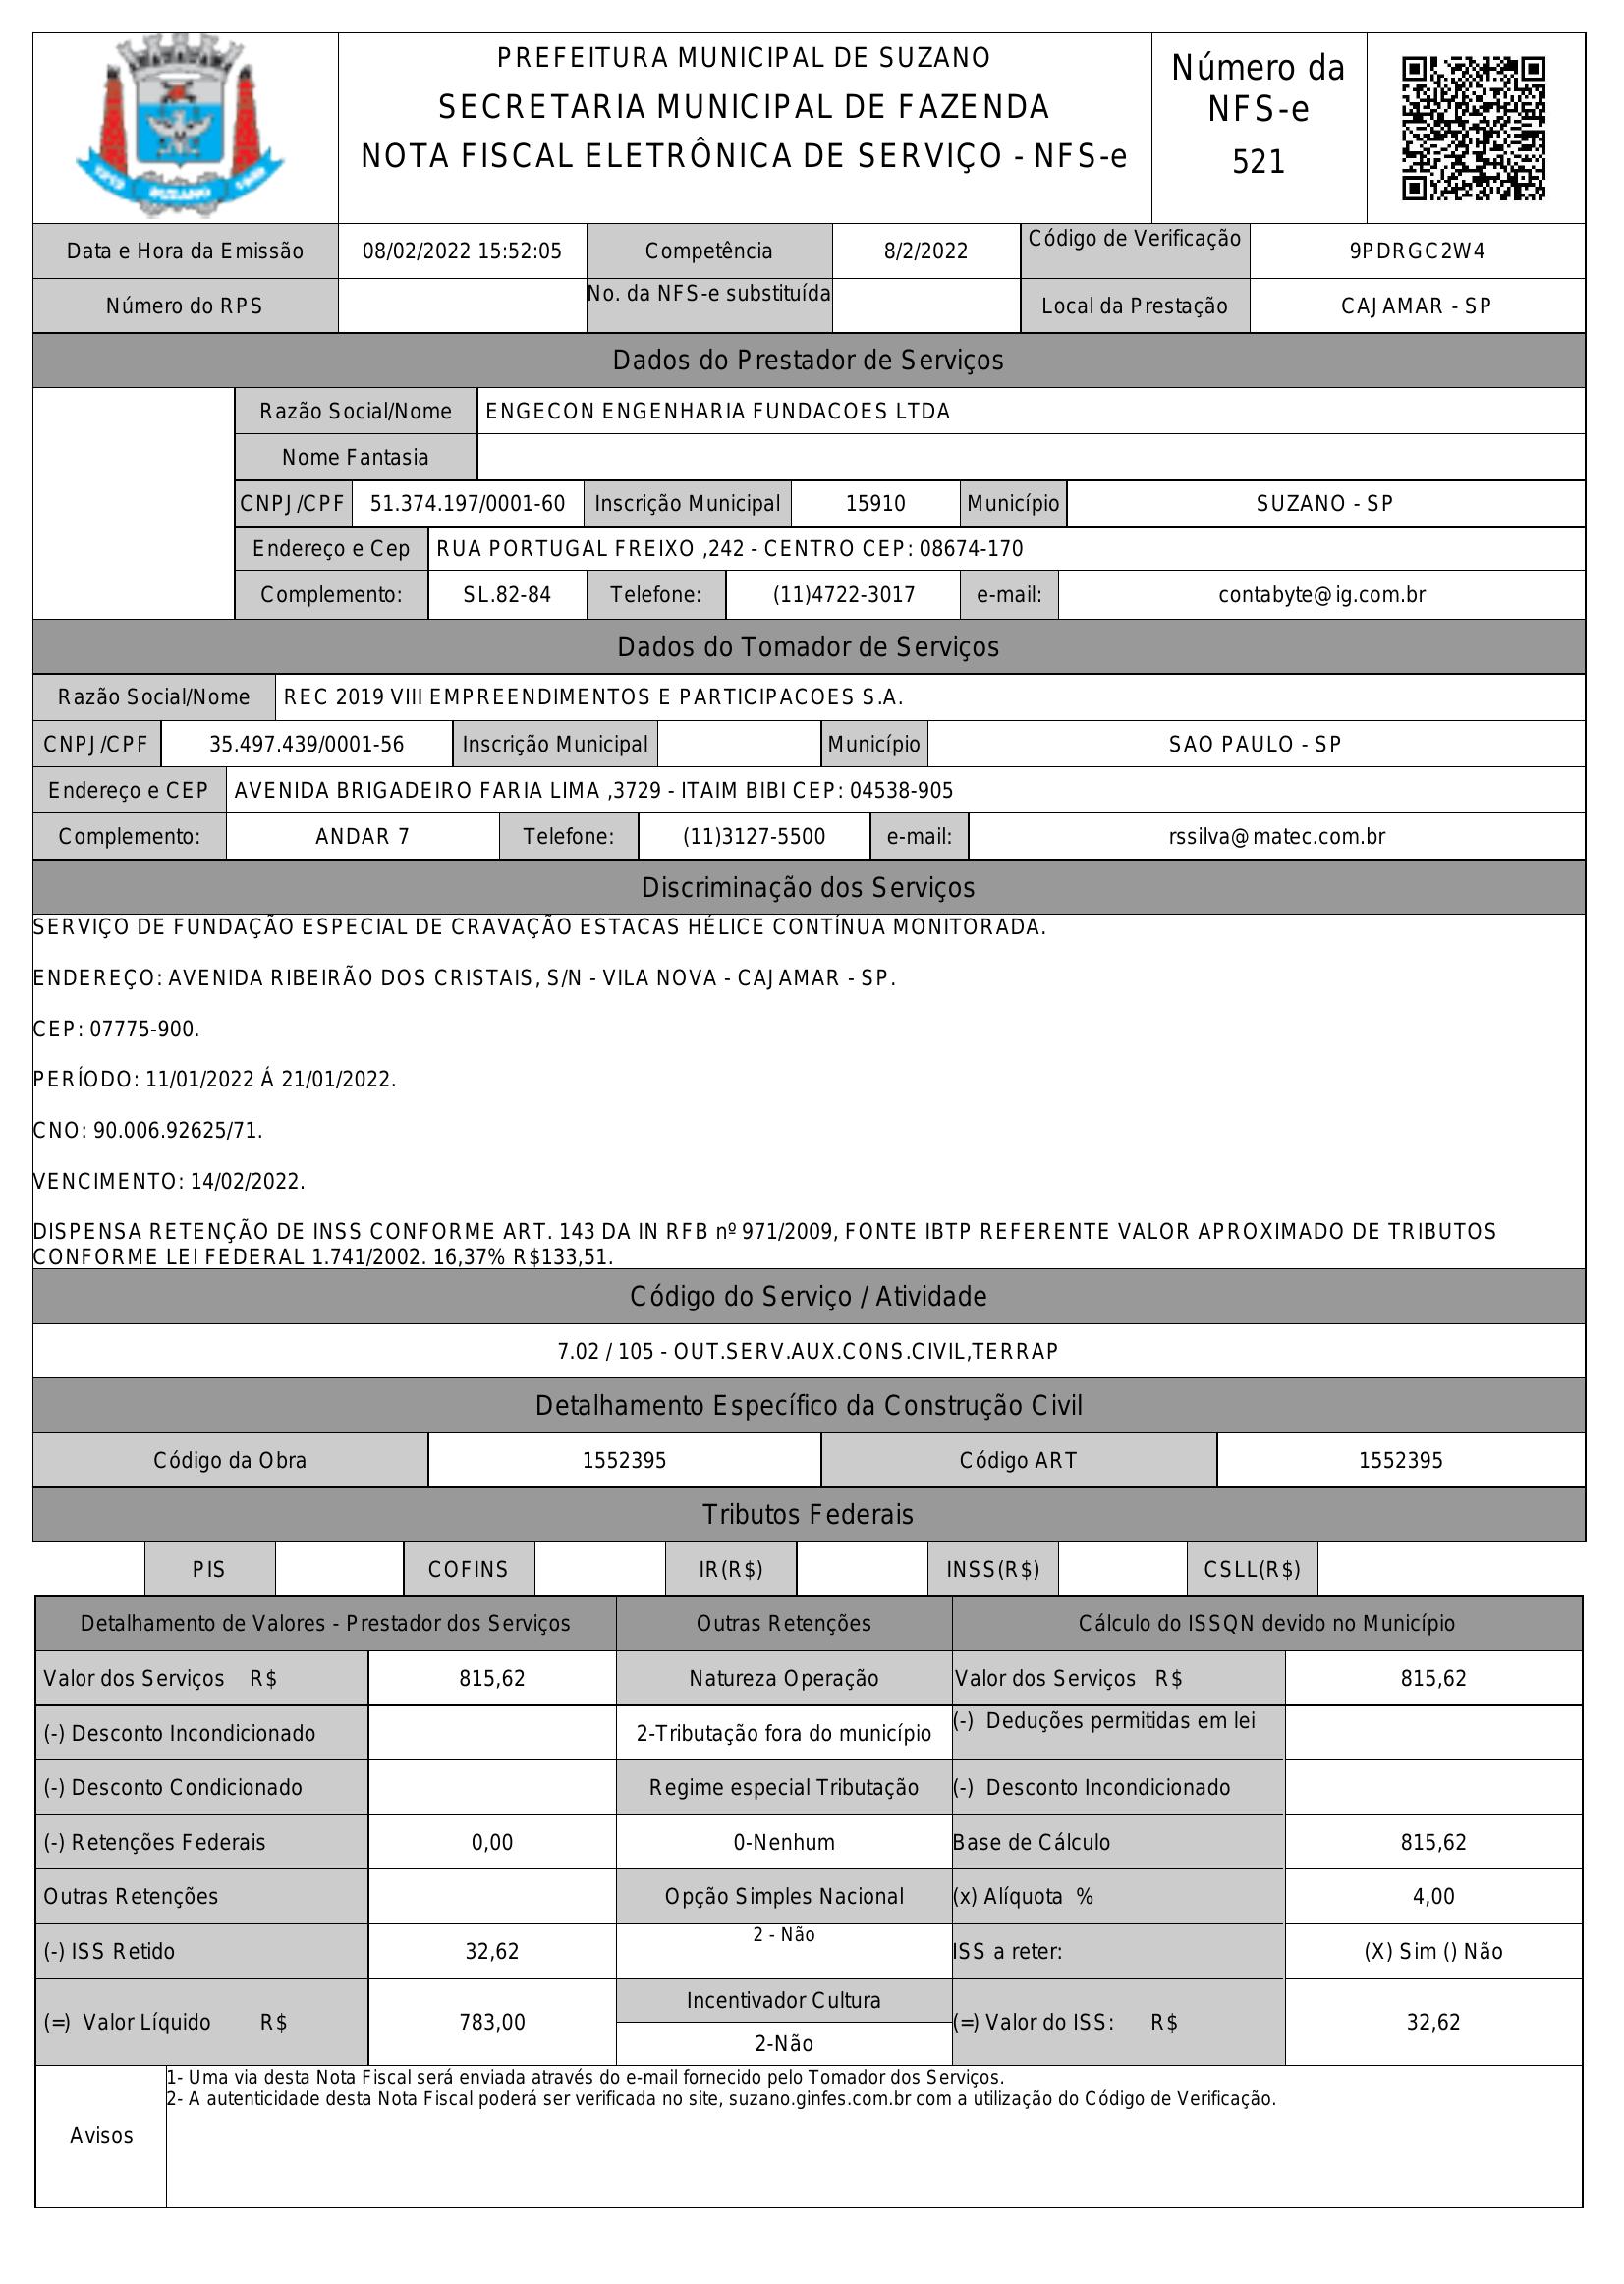 PREFEITURA MUNICIPAL DE SUZANO
SECRETARIA MUNICIPAL DE FAZENDA
NOTA FISCAL ELETRÔNICA DE SERVIÇO - NFS-e
Número da
NFS-e
521
SUZANO
Data e Hora da Emissão 08/02/2022 15:52:05 Competência 8/2/2022 Código de Verificação 9PDRGC2W4
Número do RPS No. da NFS-e substituída Local da Prestação CAJAMAR - SP
Dados do Prestador de Serviços
Razão Social/Nome ENGECON ENGENHARIA FUNDACOES LTDA
Nome Fantasia
CNPJ/CPF 51.374.197/0001-60 Inscrição Municipal 15910 Município SUZANO - SP
Endereço e Cep RUA PORTUGAL FREIXO ,242 - CENTRO CEP: 08674-170
Complemento: SL.82-84 Telefone: (11)4722-3017 e-mail: contabyte@ig.com.br
Dados do Tomador de Serviços
Razão Social/Nome REC 2019 VIII EMPREENDIMENTOS E PARTICIPACOES S.A.
CNPJ/CPF 35.497.439/0001-56 Inscrição Municipal Município SAO PAULO - SP
Endereço e CEP AVENIDA BRIGADEIRO FARIA LIMA ,3729 - ITAIM BIBI CEP: 04538-905
Complemento: ANDAR 7 Telefone: (11)3127-5500 e-mail: rssilva@matec.com.br
Discriminação dos Serviços
SERVIÇO DE FUNDAÇÃO ESPECIAL DE CRAVAÇÃO ESTACAS HÉLICE CONTÍNUA MONITORADA.
ENDEREÇO: AVENIDA RIBEIRÃO DOS CRISTAIS, S/N - VILA NOVA - CAJAMAR - SP.
CEP: 07775-900.
PERÍODO: 11/01/2022 Á 21/01/2022.
CNO: 90.006.92625/71.
VENCIMENTO: 14/02/2022.
DISPENSA RETENÇÃO DE INSS CONFORME ART. 143 DA IN RFB nº 971/2009, FONTE IBTP REFERENTE VALOR APROXIMADO DE TRIBUTOS
CONFORME LEI FEDERAL 1.741/2002. 16,37% R$133,51.
Código do Serviço / Atividade
7.02 / 105 - OUT.SERV.AUX.CONS.CIVIL,TERRAP
Detalhamento Específico da Construção Civil
Código da Obra 1552395 Código ART 1552395
Tributos Federais
PIS COFINS IR(R$) INSS(R$) CSLL(R$)
Detalhamento de Valores - Prestador dos Serviços Outras Retenções Cálculo do ISSQN devido no Município
Valor dos Serviços R$ 815,62 Natureza Operação Valor dos Serviços R$ 815,62
(-) Desconto Incondicionado 2-Tributação fora do município (-) Deduções permitidas em lei
(-) Desconto Condicionado Regime especial Tributação (-) Desconto Incondicionado
(-) Retenções Federais 0,00 0-Nenhum Base de Cálculo 815,62
Outras Retenções Opção Simples Nacional (x) Alíquota % 4,00
(-) ISS Retido 32,62 2 - Não ISS a reter: (X) Sim () Não
(=) Valor Líquido R$ 783,00 Incentivador Cultura (=) Valor do ISS: R$ 32,62
2-Não
Avisos
1- Uma via desta Nota Fiscal será enviada através do e-mail fornecido pelo Tomador dos Serviços.
2- A autenticidade desta Nota Fiscal poderá ser verificada no site, suzano.ginfes.com.br com a utilização do Código de Verificação.